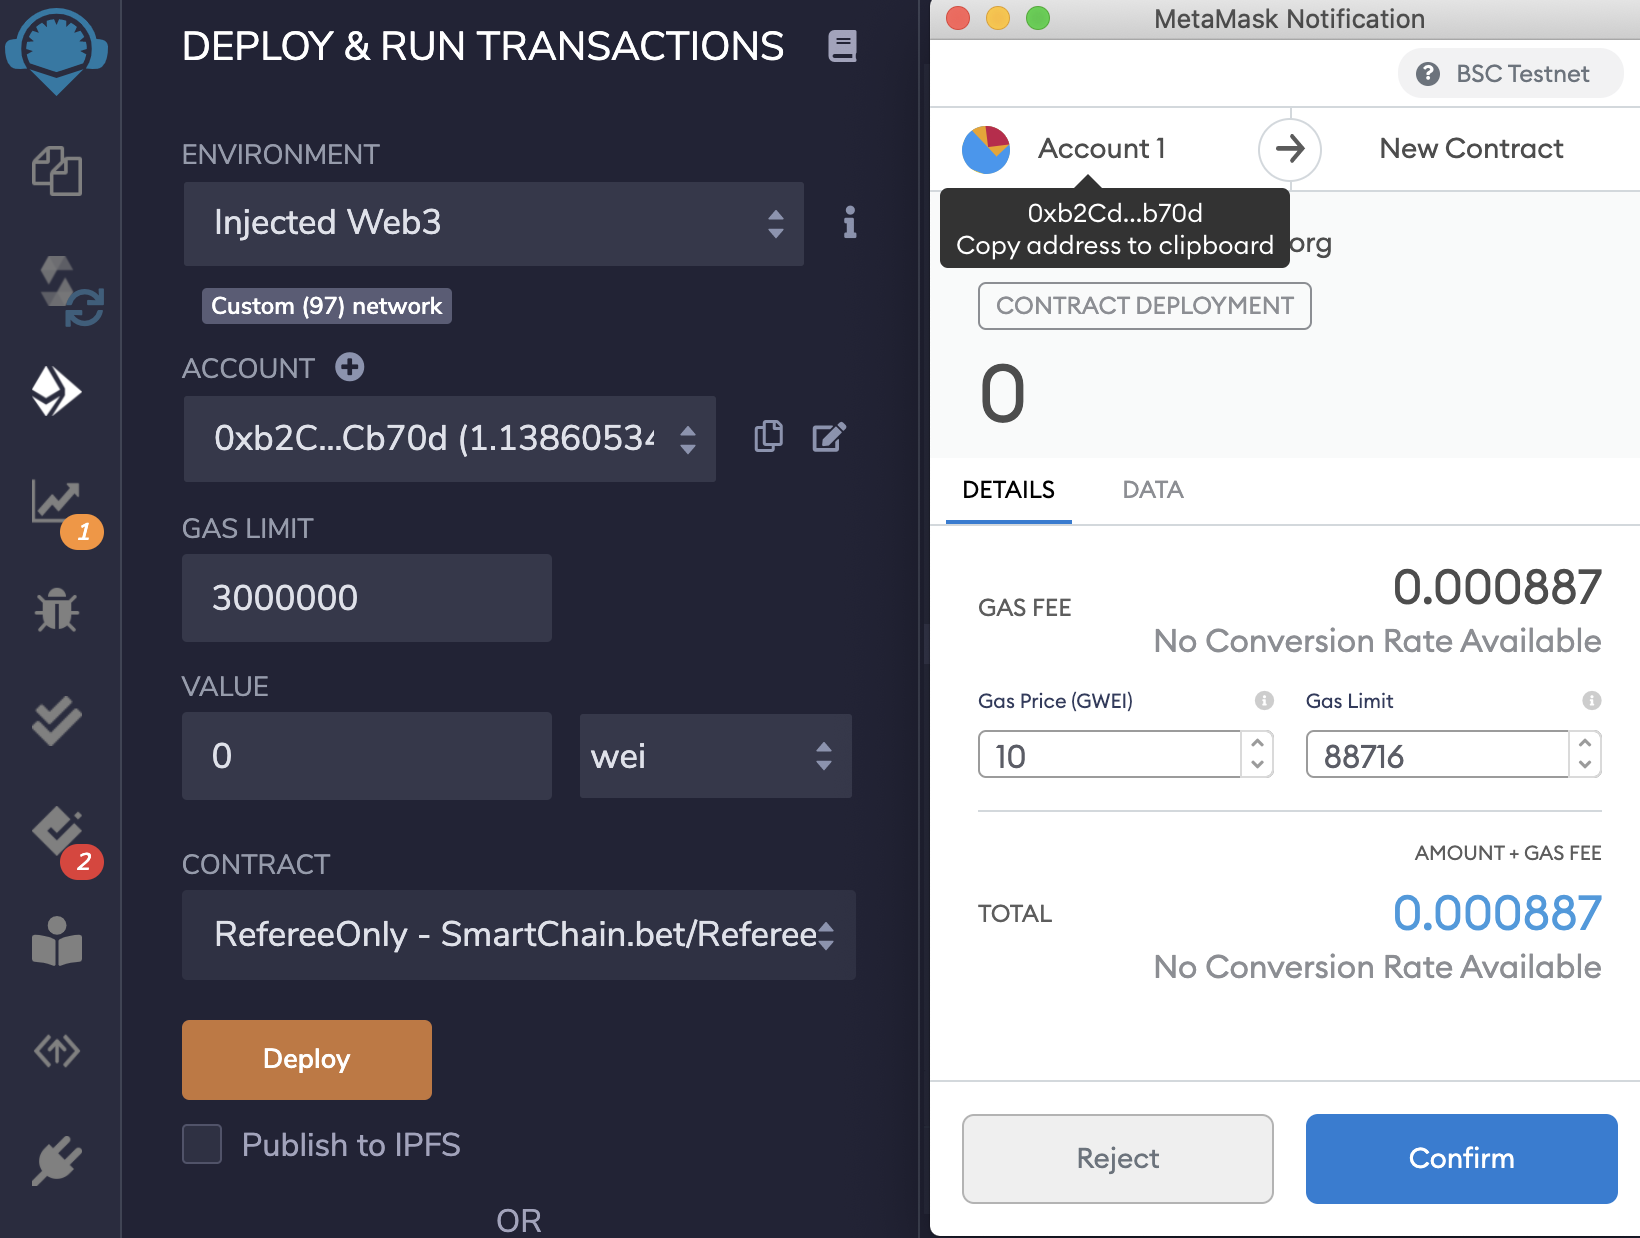 DEPLOY & RUN TRANSACTIONS
ENVIRONMENT
Injected Web3
i
Custom (97) network
ACCOUNT
0xb2C...Cb70d (1.1386053
GAS LIMIT
3000000
VALUE
0
wei
CONTRACT
RefereeOnly - SmartChain.bet/Referee
Deploy
Publish to IPFS
OR
1
2
MetaMask Notification
? BSC Testnet
Account 1
New Contract
0xb2Cd...b70d
Copy address to clipboard
org
CONTRACT DEPLOYMENT
0
DETAILS
DATA
GAS FEE
0.000887
No Conversion Rate Available
Gas Price (GWEI)
Gas Limit
10
88716
AMOUNT + GAS FEE
TOTAL
0.000887
No Conversion Rate Available
Reject
Confirm